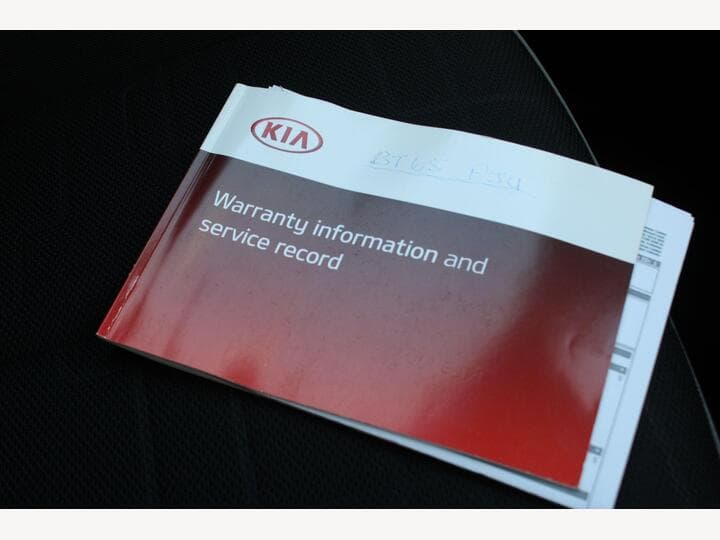 KIA
BT65
Warranty information and
service record